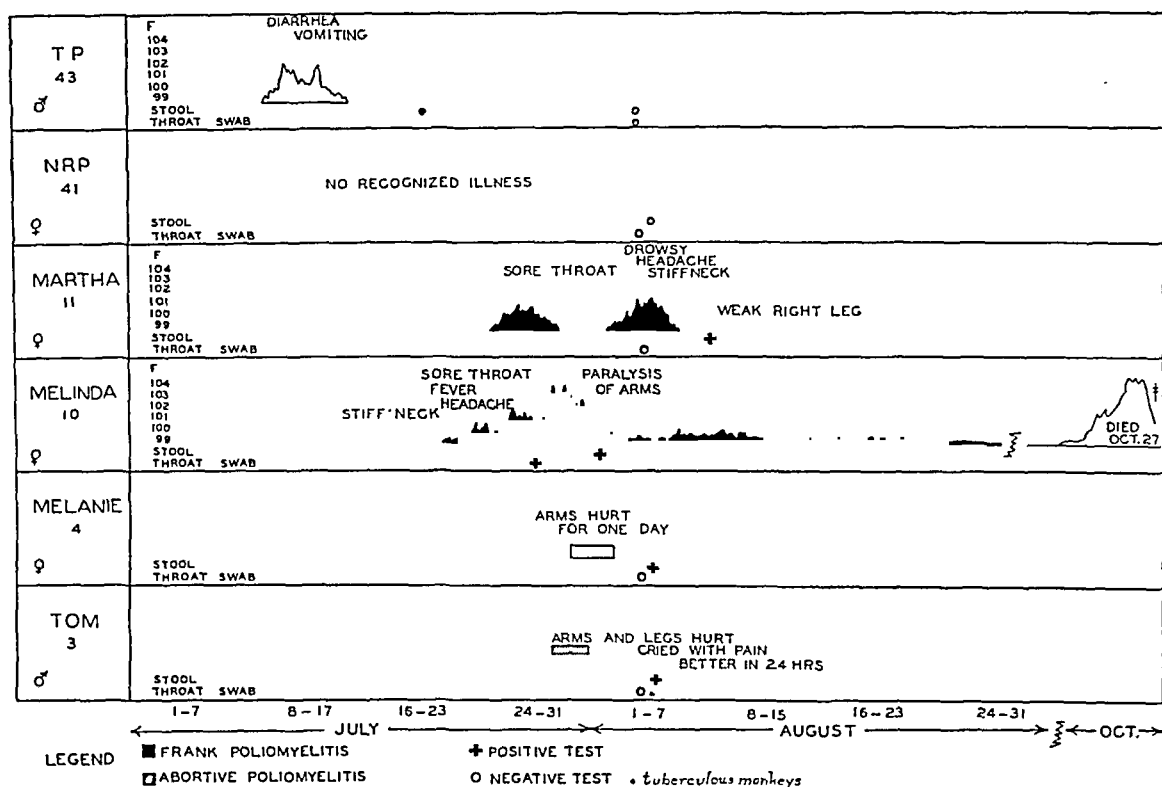 TP
43
♂
F
104
103
102
101
100
99
STOOL
THROAT SWAB
DIARRHEA
VOMITING
NRP
41
♀
NO RECOGNIZED ILLNESS
STOOL
THROAT SWAB
MARTHA
11
♀
F
104
103
102
101
100
99
STOOL
THROAT SWAB
SORE THROAT
DROWSY
HEADACHE
STIFFNECK
WEAK RIGHT LEG
MELINDA
10
♀
F
104
103
102
101
100
99
STOOL
THROAT SWAB
STIFF NECK
SORE THROAT
FEVER
HEADACHE
PARALYSIS
OF ARMS
DIED
OCT. 27
MELANIE
4
♀
ARMS HURT
FOR ONE DAY
STOOL
THROAT SWAB
TOM
3
♂
ARMS AND LEGS HURT
CRIED WITH PAIN
BETTER IN 24 HRS
STOOL
THROAT SWAB
1-7 8-17 16-23 24-31 1-7 8-15 16-23 24-31
JULY AUGUST OCT.
LEGEND
FRANK POLIOMYELITIS + POSITIVE TEST
ABORTIVE POLIOMYELITIS O NEGATIVE TEST • tuberculous monkeys